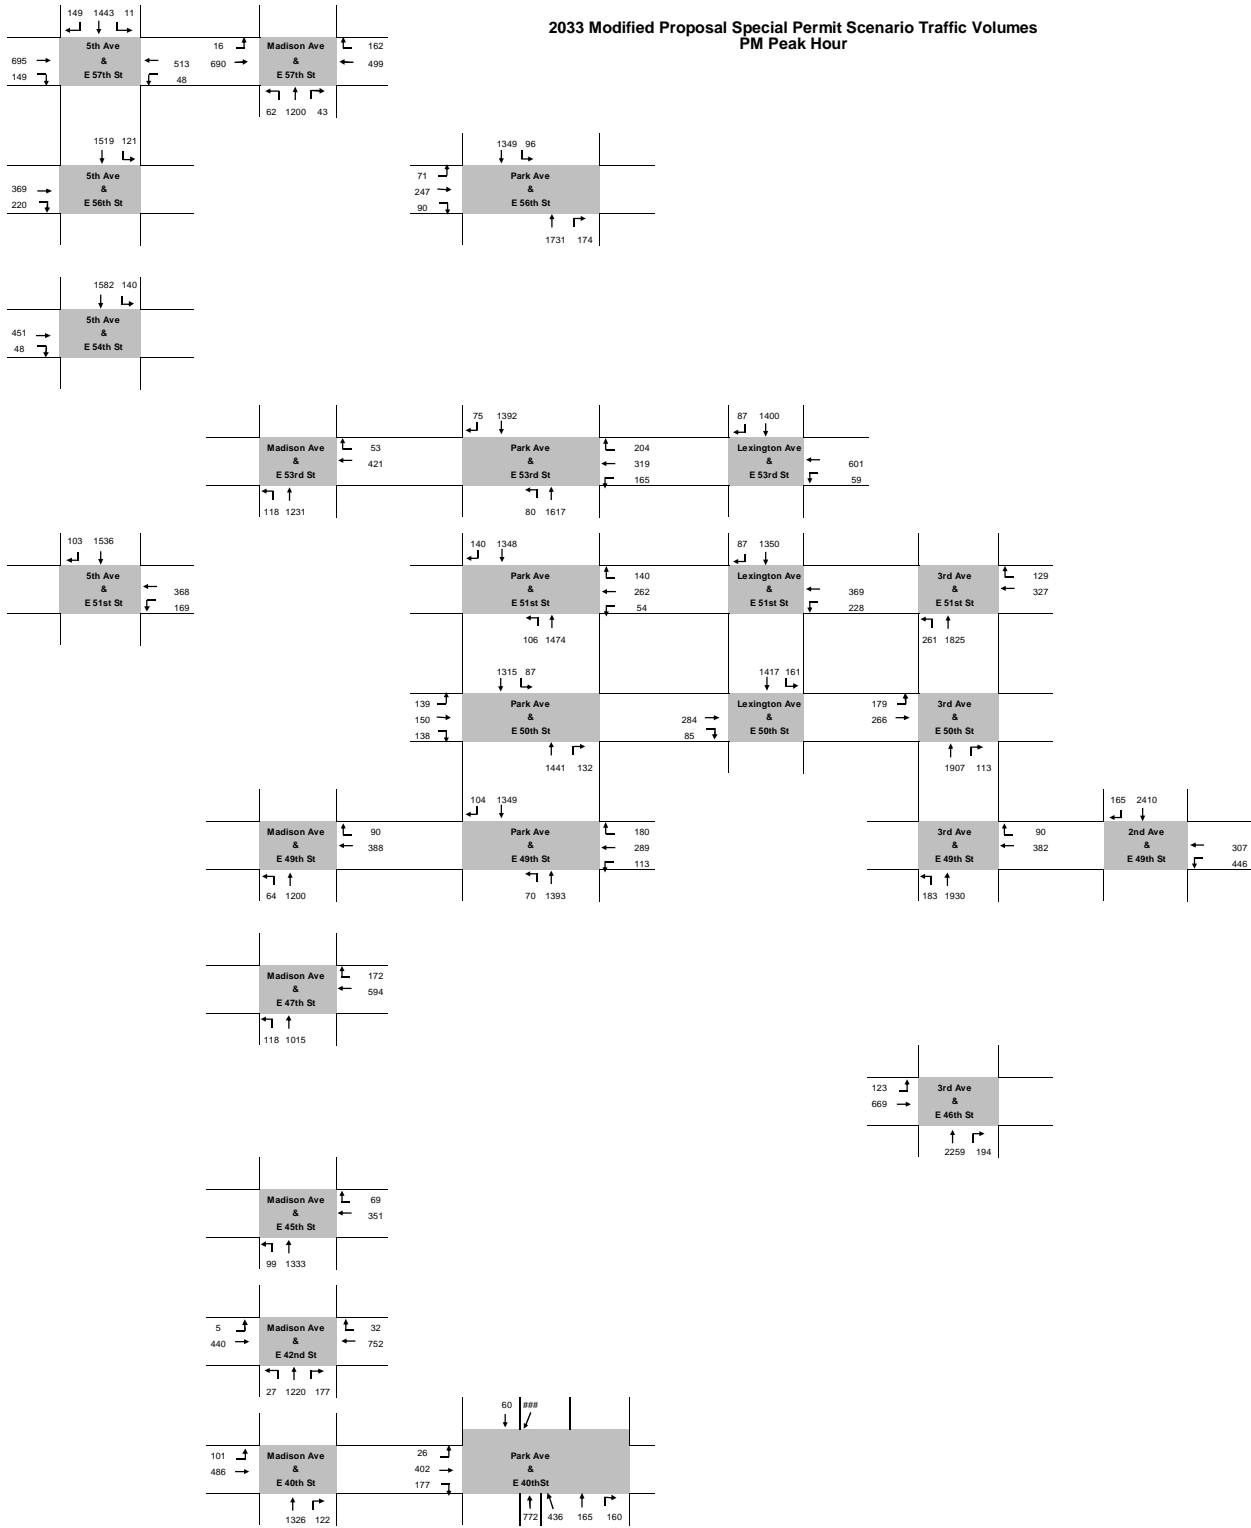 2033 Modified Proposal Special Permit Scenario Traffic Volumes
PM Peak Hour
149 1443 11
5th Ave
&
E 57th St
695
149
513
48
16
690
Madison Ave
&
E 57th St
162
499
62 1200 43
1519 121
5th Ave
&
E 56th St
369
220
1349 96
Park Ave
&
E 56th St
71
247
90
1731 174
1582 140
5th Ave
&
E 54th St
451
48
Madison Ave
&
E 53rd St
53
421
118 1231
75 1392
Park Ave
&
E 53rd St
204
319
165
80 1617
87 1400
Lexington Ave
&
E 53rd St
601
59
103 1536
5th Ave
&
E 51st St
368
169
140 1348
Park Ave
&
E 51st St
140
262
54
106 1474
87 1350
Lexington Ave
&
E 51st St
369
228
3rd Ave
&
E 51st St
129
327
261 1825
1315 87
139
150
138
Park Ave
&
E 50th St
1441 132
1417 161
284
85
Lexington Ave
&
E 50th St
179
266
3rd Ave
&
E 50th St
1907 113
Madison Ave
&
E 49th St
90
388
64 1200
104 1349
Park Ave
&
E 49th St
180
289
113
70 1393
3rd Ave
&
E 49th St
90
382
183 1930
165 2410
2nd Ave
&
E 49th St
307
446
Madison Ave
&
E 47th St
172
594
118 1015
123
669
3rd Ave
&
E 46th St
2259 194
Madison Ave
&
E 45th St
69
351
99 1333
5
440
Madison Ave
&
E 42nd St
32
752
27 1220 177
101
486
Madison Ave
&
E 40th St
1326 122
60 ###
26
402
177
Park Ave
&
E 40thSt
772 436 165 160